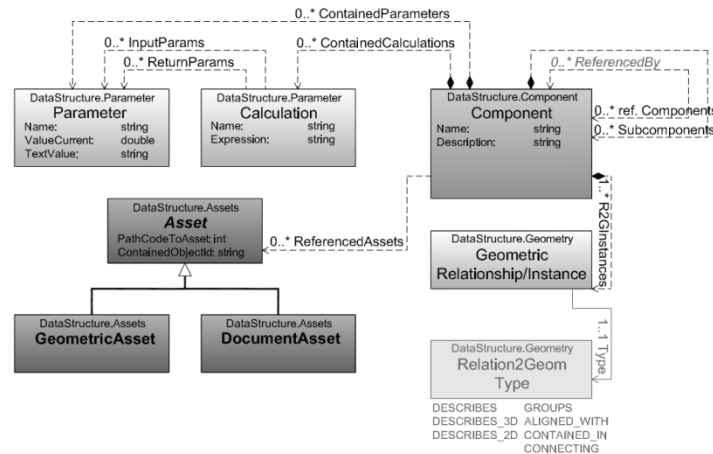 0..* ContainedParameters
0..* InputParams
0..* ContainedCalculations
0..* ReturnParams
0..* ReferencedBy
DataStructure.Parameter
Parameter
Name: string
ValueCurrent: double
TextValue: string
DataStructure.Parameter
Calculation
Name: string
Expression: string
DataStructure.Component
Component
Name: string
Description: string
0..* ref. Components
0..* Subcomponents
1..* R2GInstances
DataStructure.Assets
Asset
PathCodeToAsset: int
ContainedObjectId: string
0..* ReferencedAssets
DataStructure.Geometry
Geometric
Relationship/Instance
DataStructure.Assets
GeometricAsset
DataStructure.Assets
DocumentAsset
1..1 Type
DataStructure.Geometry
Relation2Geom
Type
DESCRIBES GROUPS
DESCRIBES_3D ALIGNED_WITH
DESCRIBES_2D CONTAINED_IN
CONNECTING